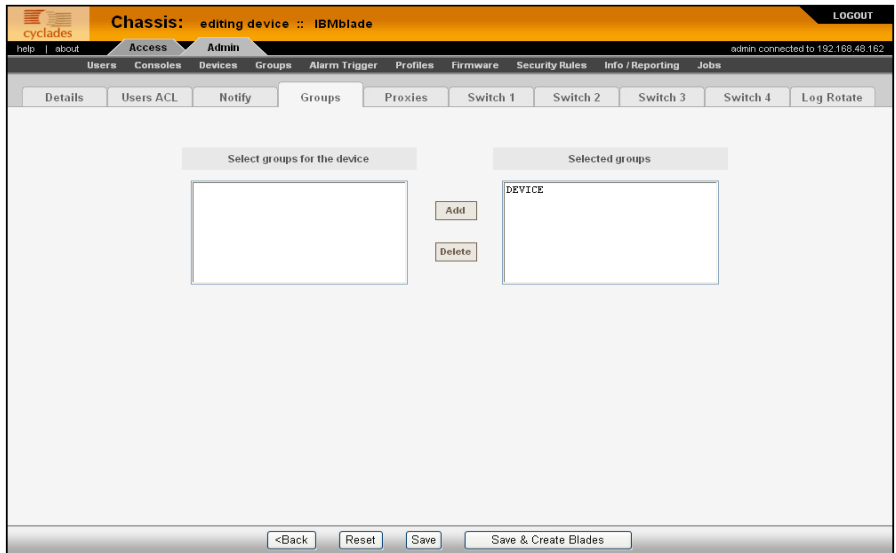 cyclades
Chassis: editing device :: IBMblade
LOGOUT
help | about
Access
Admin
admin connected to 192.168.48.162
Users Consoles Devices Groups Alarm Trigger Profiles Firmware Security Rules Info / Reporting Jobs
Details Users ACL Notify Groups Proxies Switch 1 Switch 2 Switch 3 Switch 4 Log Rotate
Select groups for the device
Selected groups
DEVICE
Add
Delete
<Back Reset Save Save & Create Blades